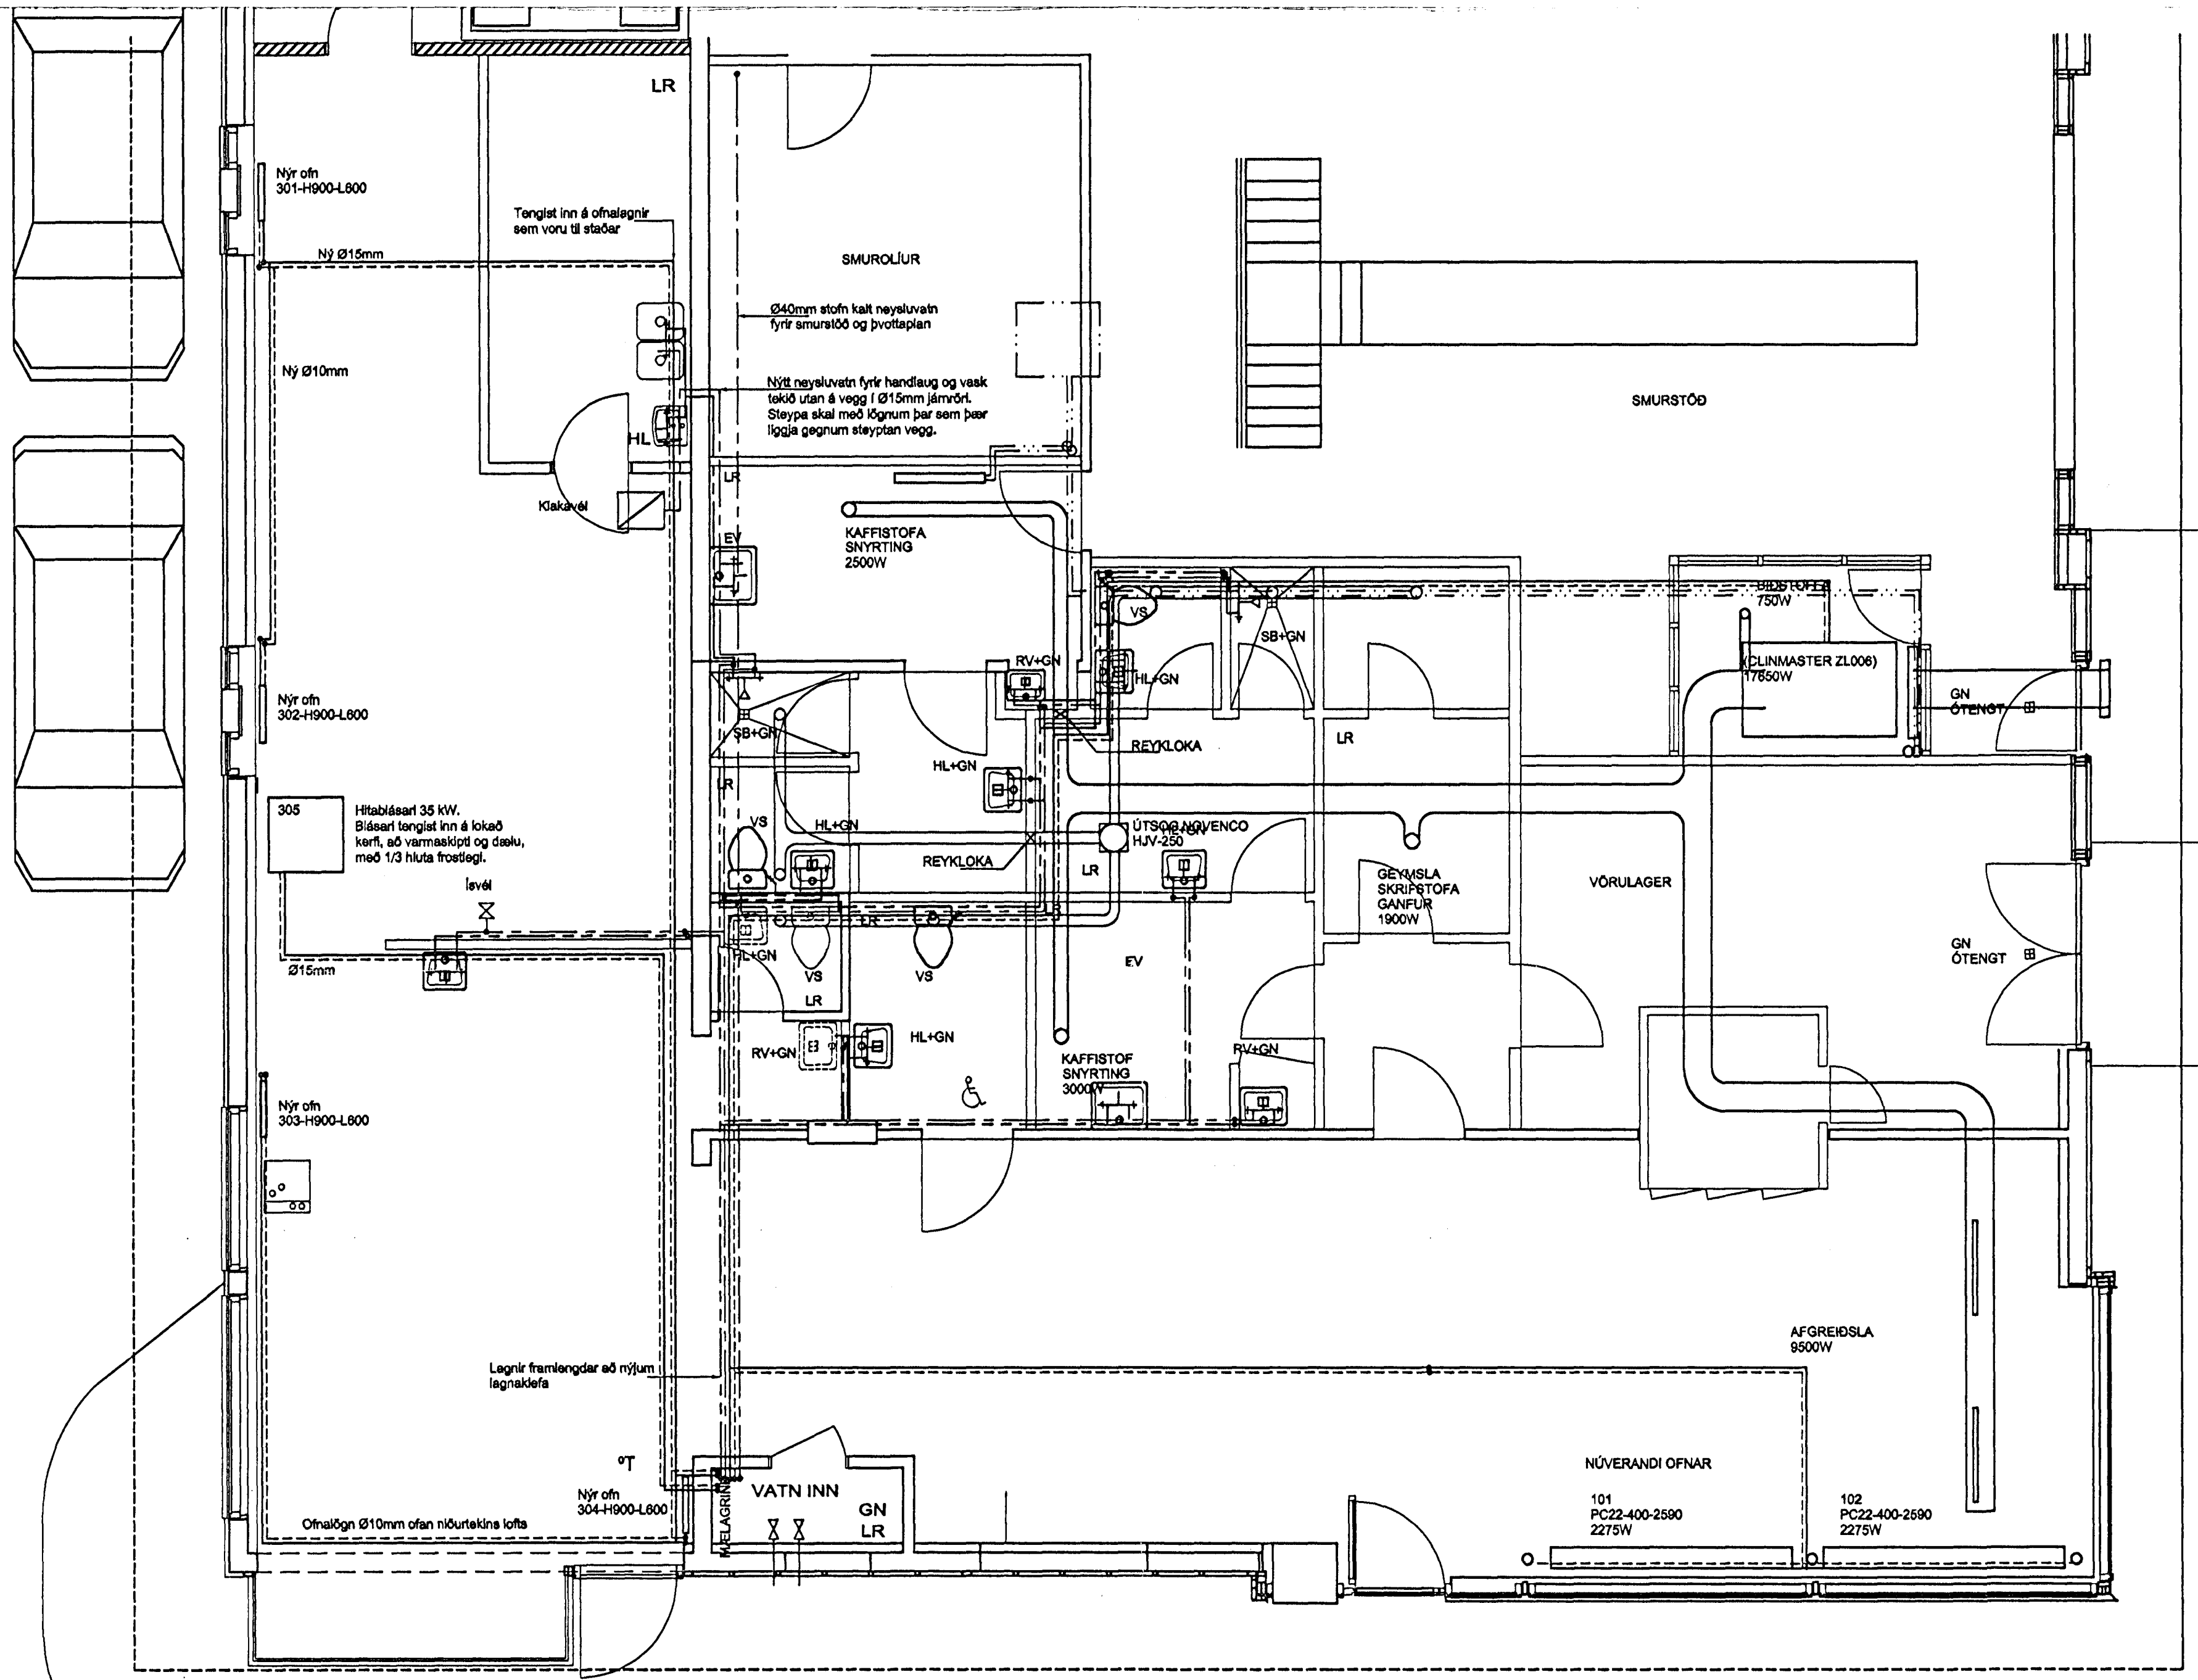 LR
Nýr ofn
301-H900-L600
Tengist inn á ofnalagnir
sem voru til staðar
Ný Ø15mm
SMUROLÍUR
Ø40mm stofn kalt neysluvatn
fyrir smurstöð og þvottaplan
Ný Ø10mm
Nýtt neysluvatn fyrir handlaug og vask
tekið utan á vegg í Ø15mm járnröri.
Steypa skal með lögnum þar sem þær
liggja gegnum steyptan vegg.
SMURSTÖÐ
HL
LR
Klakavél
EV
KAFFISTOFA
SNYRTING
2500W
BIÐSTOFA
750W
VS
SB+GN
RV+GN
HL+GN
(CLINMASTER ZL006)
17650W
GN
ÓTENGT
Nýr ofn
302-H900-L600
SB+GN
REYKLOKA
LR
HL+GN
LR
305
Hitablásari 35 kW.
Blásari tengist inn á lokað
kerfi, að varmaskipti og dælu,
með 1/3 hluta frostlegi.
VS
HL+GN
ÚTSOG NOVENCO
HJV-250
HL+GN
REYKLOKA
LR
GEYMSLA
SKRIFSTOFA
GANFUR
1900W
VÖRULAGER
Ísvél
LR
LR
GN
ÓTENGT
HL+GN
EV
Ø15mm
VS
VS
LR
HL+GN
RV+GN
KAFFISTOF
SNYRTING
3000W
RV+GN
Nýr ofn
303-H900-L600
AFGREIÐSLA
9500W
Lagnir framlengdar að nýjum
lagnaklefa
°T
NÚVERANDI OFNAR
VATN INN
MÆLAGRIND
GN
LR
Nýr ofn
304-H900-L600
101
PC22-400-2590
2275W
102
PC22-400-2590
2275W
Ofnalögn Ø10mm ofan niðurtekins lofts